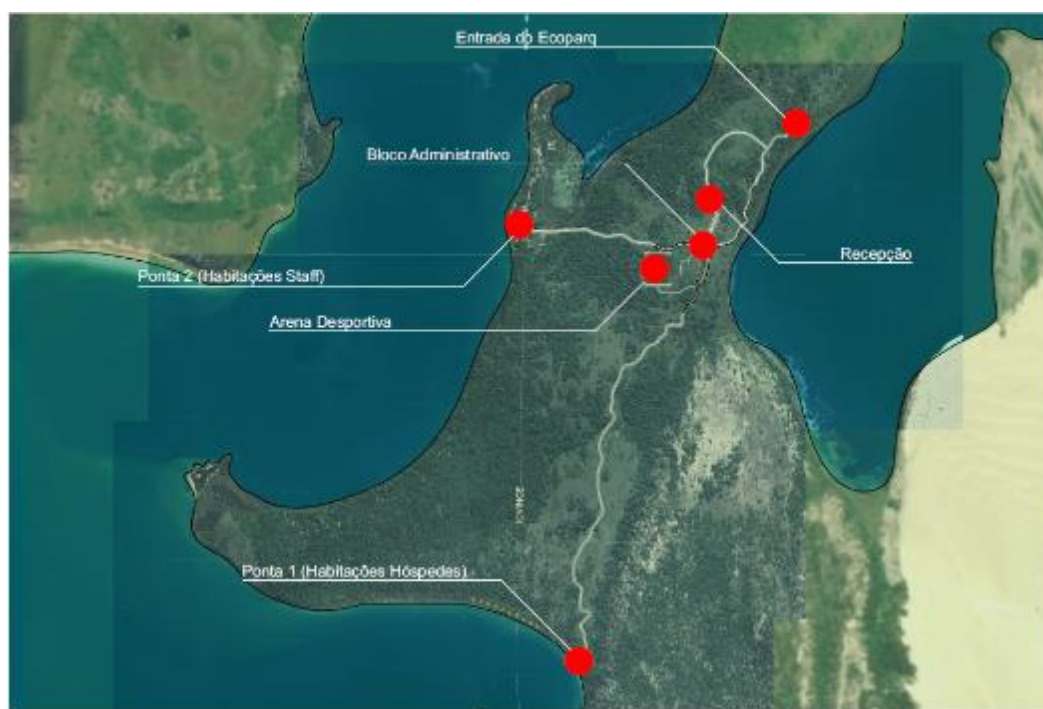 Entrada do Ecoparq
Bloco Administrativo
Recepção
Ponta 2 (Habitações Staff)
Arena Desportiva
Ponta 1 (Habitações Hóspedes)